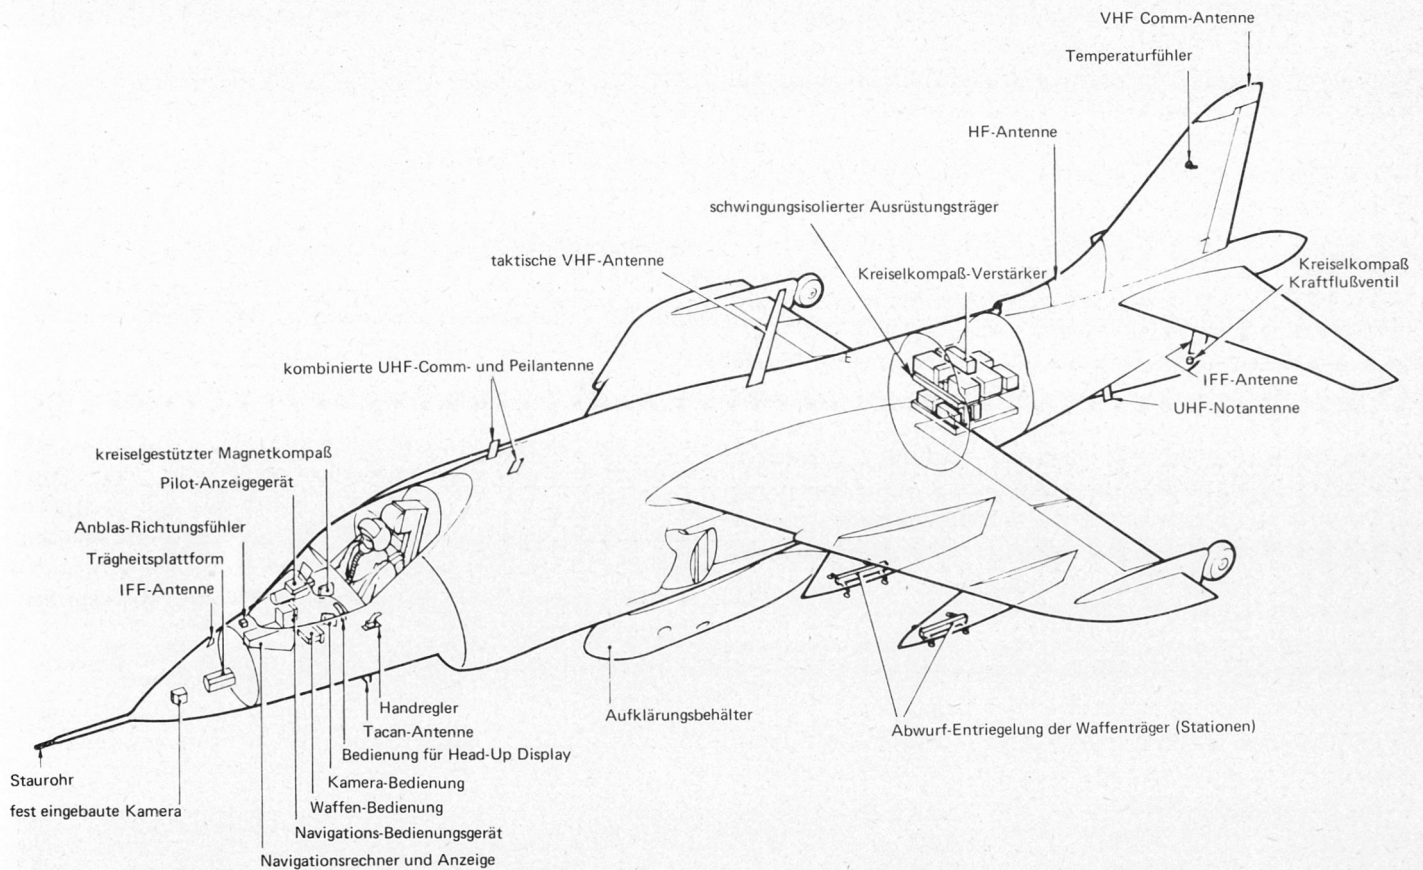 VHF Comm-Antenne
Temperaturfühler
HF-Antenne
schwingungsisolierter Ausrüstungsträger
taktische VHF-Antenne
Kreiselkompaß-Verstärker
Kreiselkompaß
Kraftflußventil
kombinierte UHF-Comm- und Peilantenne
IFF-Antenne
UHF-Notantenne
kreiselgestützter Magnetkompaß
Pilot-Anzeigegerät
Anblas-Richtungsfühler
Trägheitsplattform
IFF-Antenne
Handregler
Tacan-Antenne
Bedienung für Head-Up Display
Kamera-Bedienung
Waffen-Bedienung
Navigations-Bedienungsgerät
Navigationsrechner und Anzeige
Aufklärungsbehälter
Abwurf-Entriegelung der Waffenträger (Stationen)
Staurohr
fest eingebaute Kamera